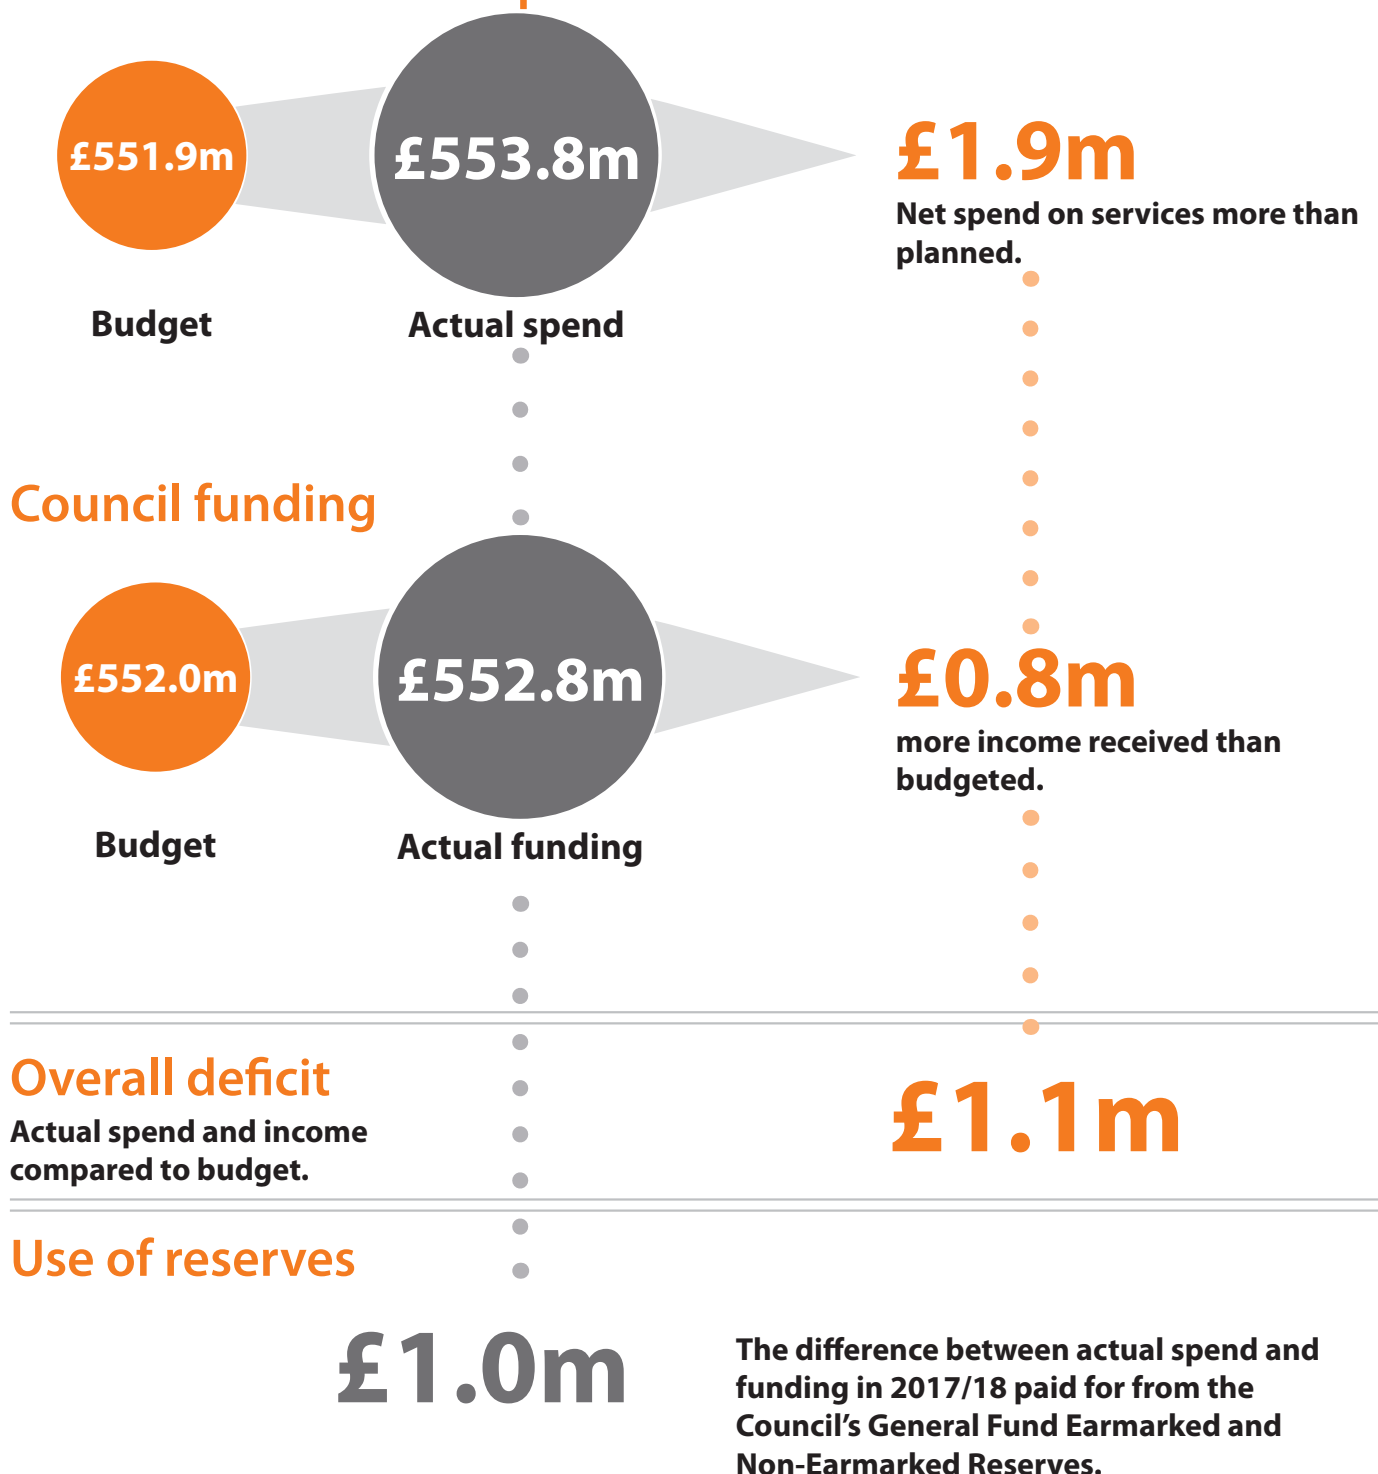 £551.9m
£553.8m
£1.9m
Net spend on services more than
planned.
Budget
Actual spend
Council funding
£552.0m
£552.8m
£0.8m
more income received than
budgeted.
Budget
Actual funding
Overall deficit
Actual spend and income
compared to budget.
£1.1m
Use of reserves
£1.0m
The difference between actual spend and
funding in 2017/18 paid for from the
Council's General Fund Earmarked and
Non-Earmarked Reserves.